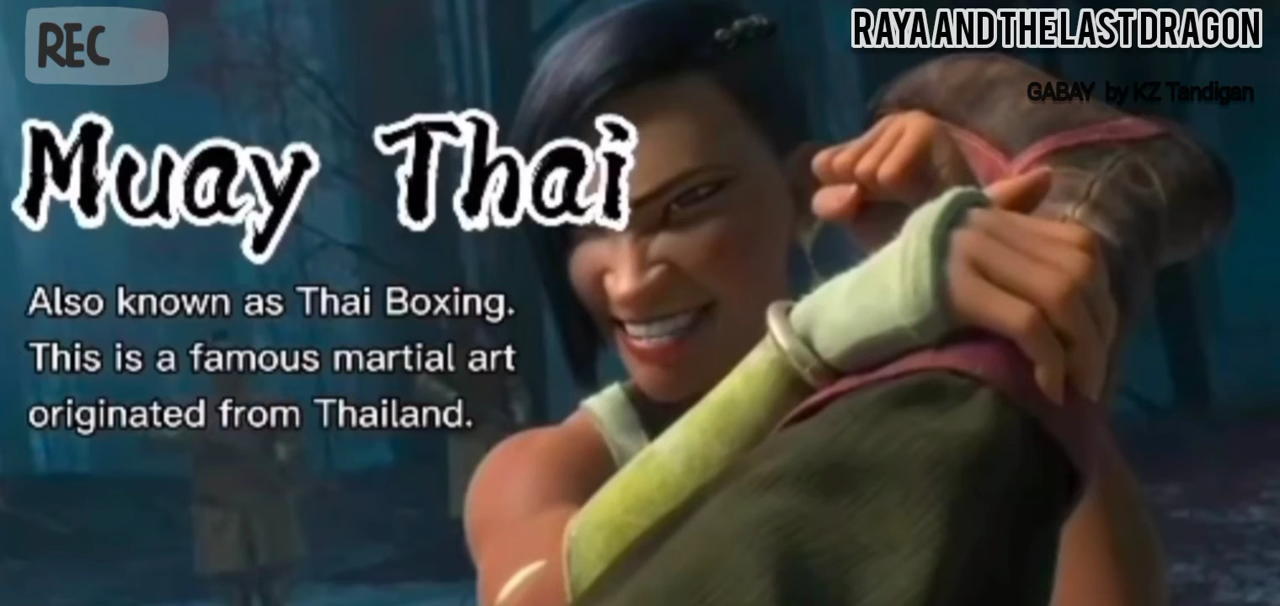 REC
RAYA AND THE LAST DRAGON
GABAY by KZ Tandigan
Muay Thai
Also known as Thai Boxing.
This is a famous martial art
originated from Thailand.